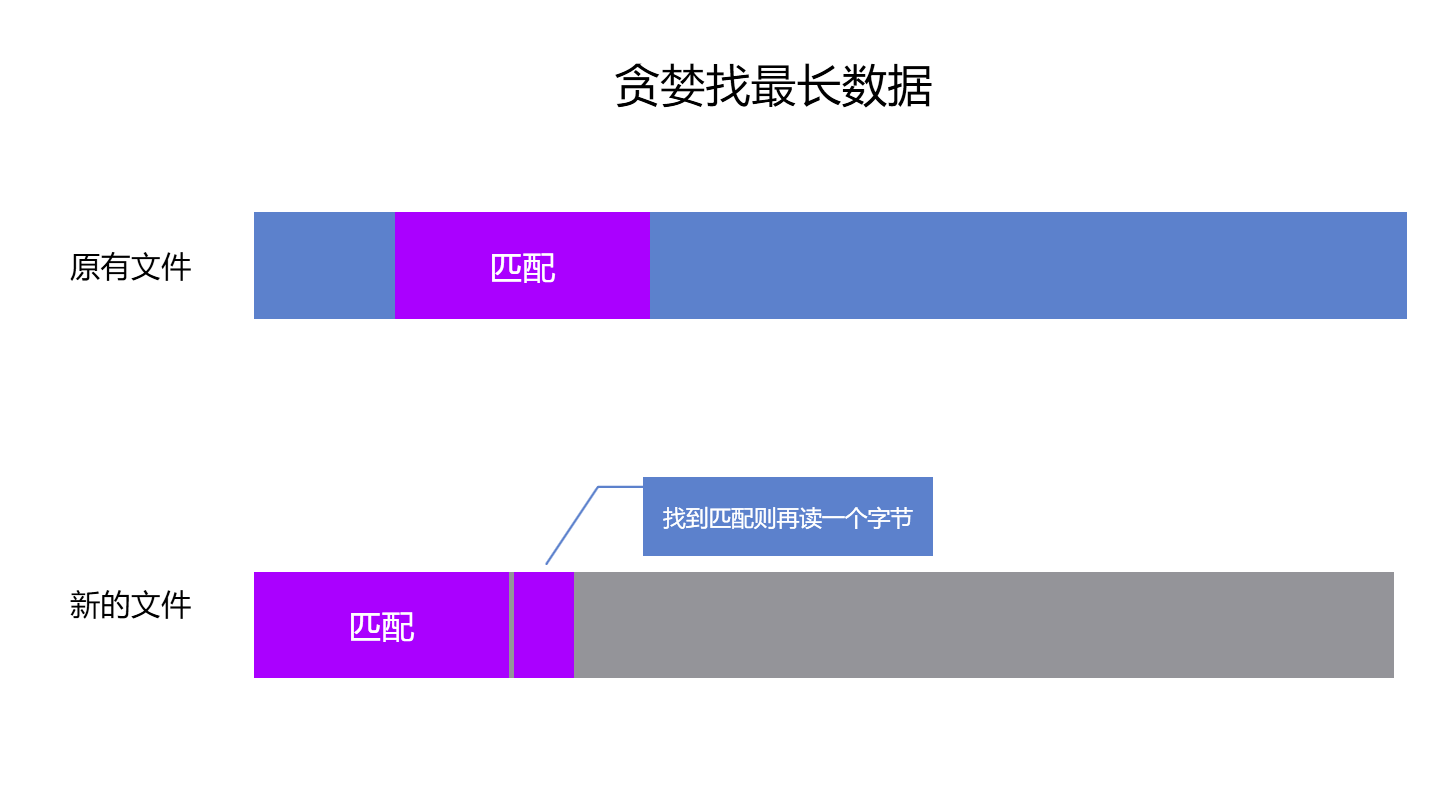 贪婪找最长数据
原有文件
匹配
找到匹配则再读一个字节
新的文件
匹配